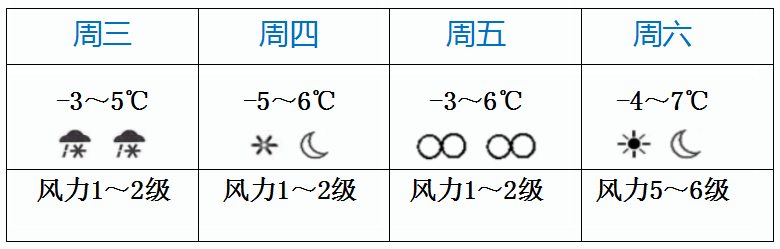 周三 周四 周五 周六
-3～5℃ -5～6℃ -3～6℃ -4～7℃
风力1～2级 风力1～2级 风力1～2级 风力5～6级